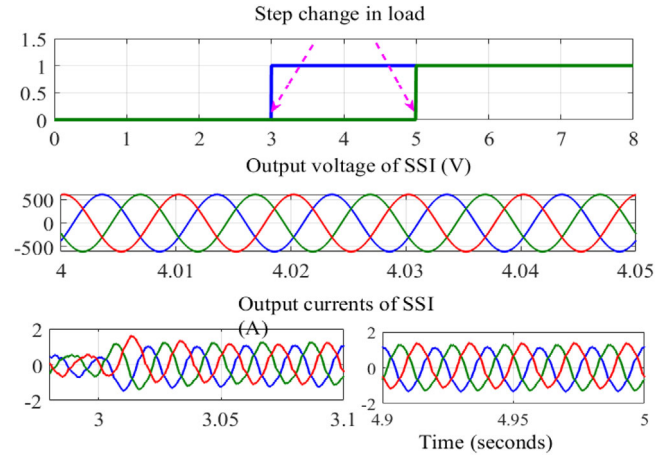 Step change in load
1.5
1
0.5
0
0 1 2 3 4 5 6 7 8
Output voltage of SSI (V)
500
0
-500
4 4.01 4.02 4.03 4.04 4.05
Output currents of SSI
(A)
2
0
-2
3 3.05 3.1
2
0
-2
4.9 4.95 5
Time (seconds)